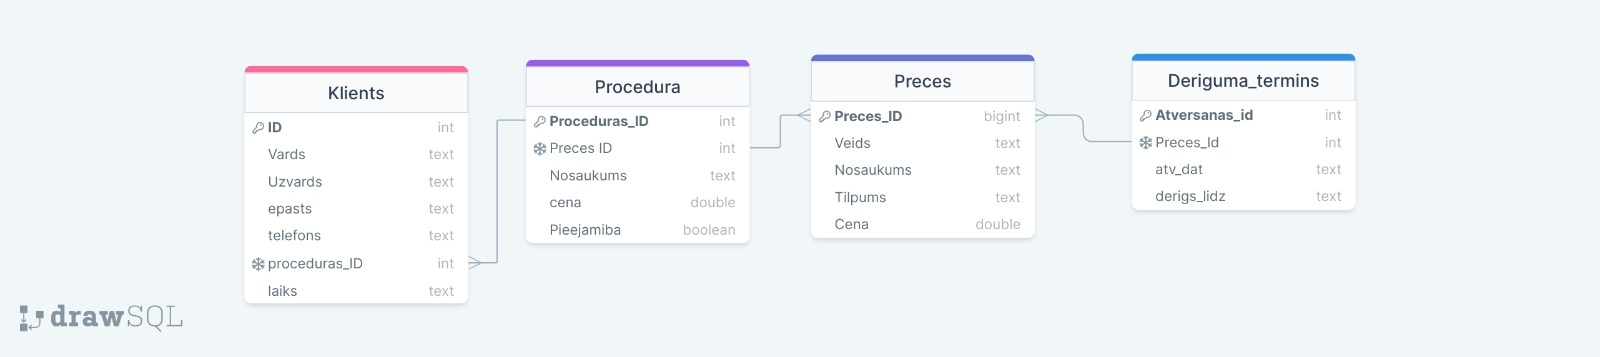 Klients
ID int
Vards text
Uzvards text
epasts text
telefons text
proceduras_ID int
laiks text
Procedura
Proceduras_ID int
Preces ID int
Nosaukums text
cena double
Pieejamiba boolean
Preces
Preces_ID bigint
Veids text
Nosaukums text
Tilpums text
Cena double
Deriguma_termins
Atversanas_id int
Preces_Id int
atv_dat text
derigs_lidz text
drawSQL